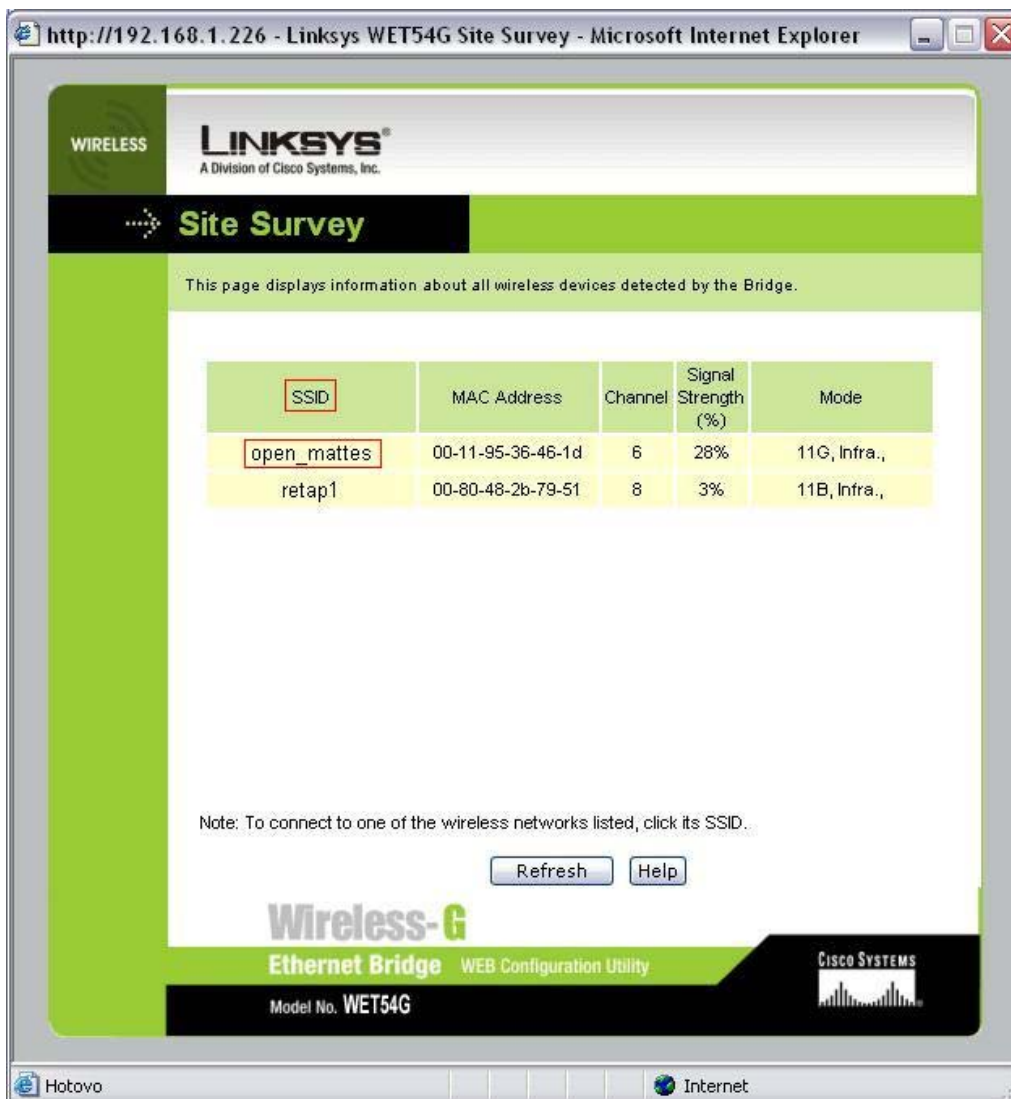 http://192.168.1.226 - Linksys WET54G Site Survey - Microsoft Internet Explorer
WIRELESS
LINKSYS®
A Division of Cisco Systems, Inc.
Site Survey
This page displays information about all wireless devices detected by the Bridge.
SSID MAC Address Channel Signal Strength (%) Mode
open_mattes 00-11-95-36-46-1d 6 28% 11G, Infra.,
retap1 00-80-48-2b-79-51 8 3% 11B, Infra.,
Note: To connect to one of the wireless networks listed, click its SSID.
Refresh Help
Wireless-G
Ethernet Bridge WEB Configuration Utility
CISCO SYSTEMS
Model No. WET54G
Hotovo Internet